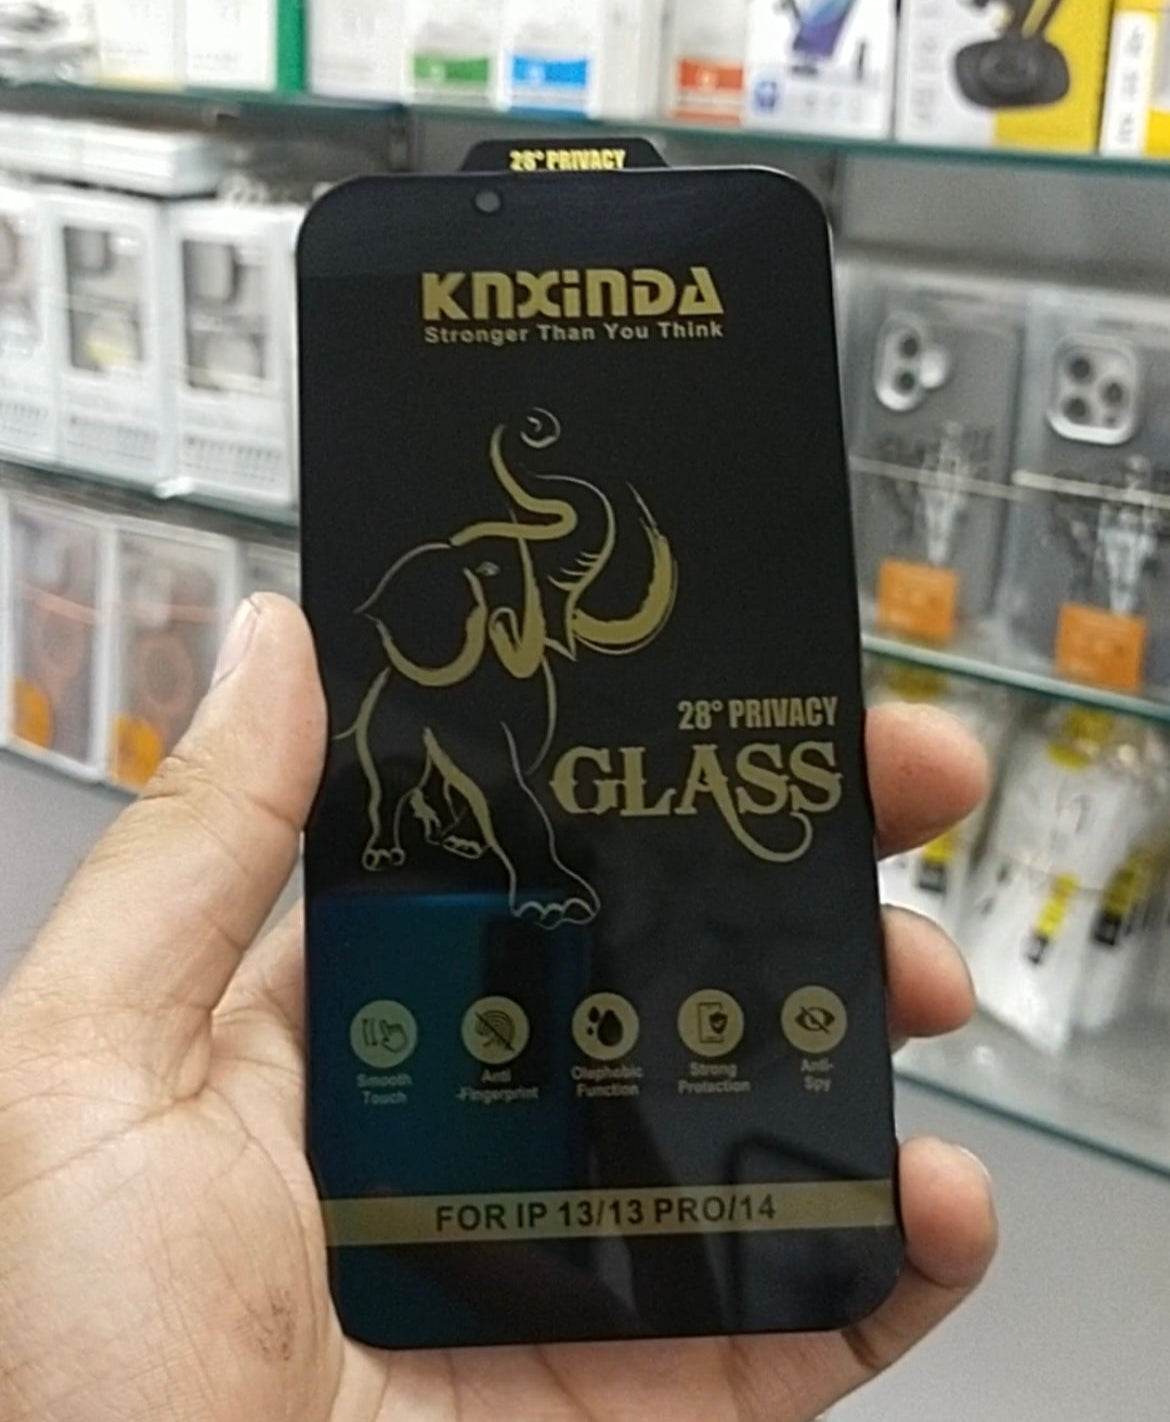 28° PRIVACY
KNXINDA
Stronger Than You Think
28° PRIVACY
GLASS
Smooth
Touch
Anti
-Fingerprint
Olephobic
Function
Strong
Protection
Anti-
Spy
FOR IP 13/13 PRO/14